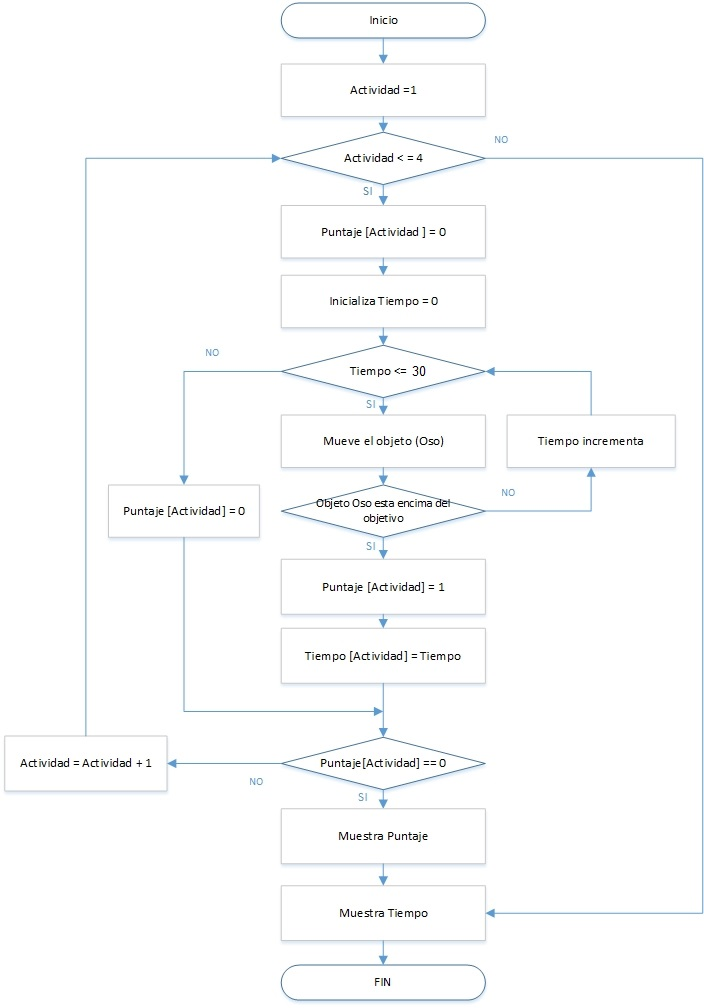 Inicio
Actividad =1
NO
Actividad < = 4
SI
Puntaje [Actividad ] = 0
Inicializa Tiempo = 0
NO
Tiempo <= 30
SI
Mueve el objeto (Oso)
Tiempo incrementa
NO
Puntaje [Actividad] = 0
Objeto Oso esta encima del
objetivo
SI
Puntaje [Actividad] = 1
Tiempo [Actividad] = Tiempo
Actividad = Actividad + 1
Puntaje[Actividad] == 0
NO
SI
Muestra Puntaje
Muestra Tiempo
FIN